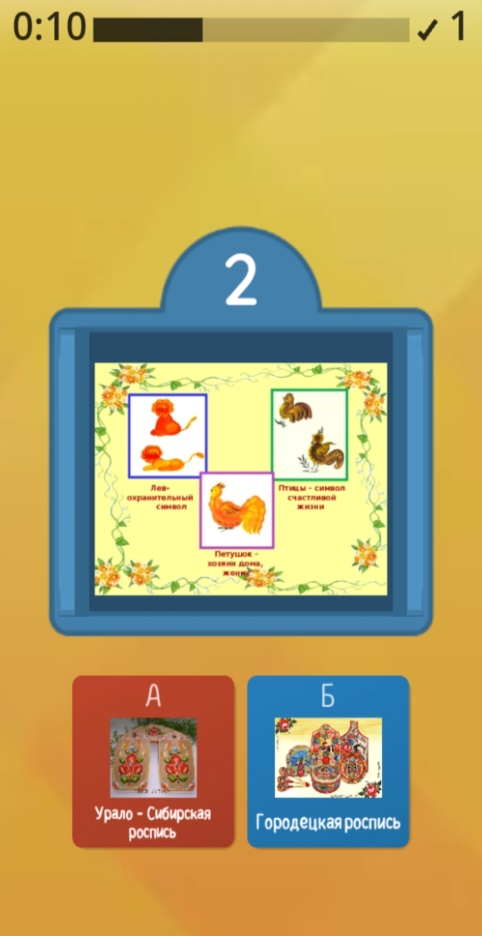 0:10 ✓ 1
2
Лев-
охранительный
символ
Птицы – символ
счастливой
жизни
Петушок –
хозяин дома,
жених
А
Урало - Сибирская
роспись
Б
Городецкая роспись